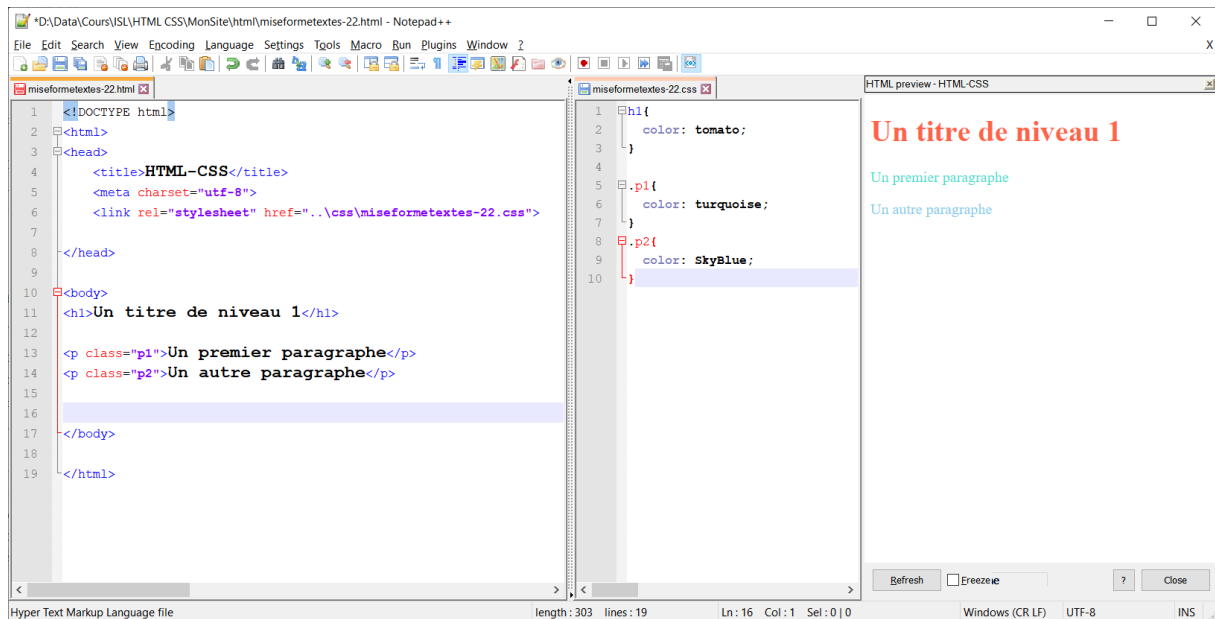 *D:\Data\Cours\ISL\HTML CSS\MonSite\html\miseformetextes-22.html - Notepad++
File Edit Search View Encoding Language Settings Tools Macro Run Plugins Window ? X
miseformetextes-22.html
1 <!DOCTYPE html>
2 <html>
3 <head>
4 <title>HTML-CSS</title>
5 <meta charset="utf-8">
6 <link rel="stylesheet" href="..\css\miseformetextes-22.css">
7
8 </head>
9
10 <body>
11 <h1>Un titre de niveau 1</h1>
12
13 <p class="p1">Un premier paragraphe</p>
14 <p class="p2">Un autre paragraphe</p>
15
16
17 </body>
18
19 </html>
miseformetextes-22.css
1 h1{
2 color: tomato;
3 }
4
5 .p1{
6 color: turquoise;
7 }
8 .p2{
9 color: SkyBlue;
10 }
HTML preview - HTML-CSS
Un titre de niveau 1
Un premier paragraphe
Un autre paragraphe
Refresh Freeze ? Close
Hyper Text Markup Language file length : 303 lines : 19 Ln : 16 Col : 1 Sel : 0 | 0 Windows (CR LF) UTF-8 INS